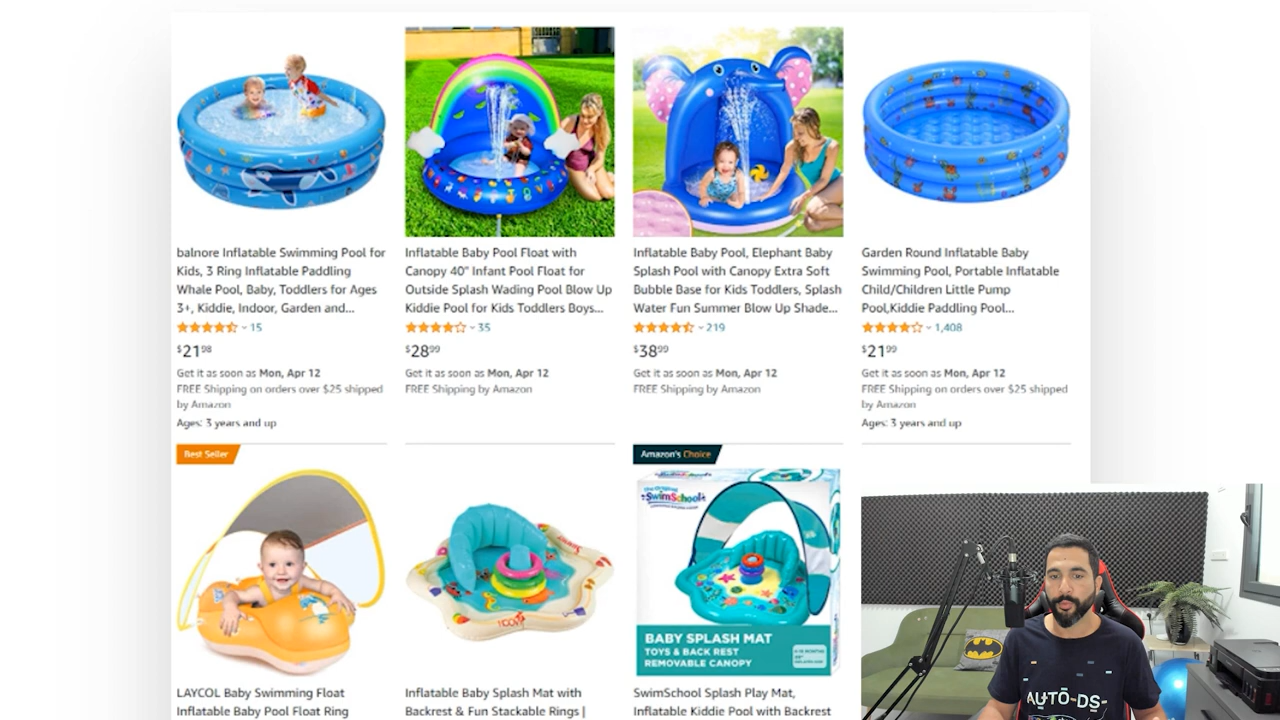 balnore Inflatable Swimming Pool for
Kids, 3 Ring Inflatable Paddling
Whale Pool, Baby, Toddlers for Ages
3+, Kiddie, Indoor, Garden and...
15
$21 98
Get it as soon as Mon, Apr 12
FREE Shipping on orders over $25 shipped
by Amazon
Ages: 3 years and up
Inflatable Baby Pool Float with
Canopy 40" Infant Pool Float for
Outside Splash Wading Pool Blow Up
Kiddie Pool for Kids Toddlers Boys...
35
$28 99
Get it as soon as Mon, Apr 12
FREE Shipping by Amazon
Inflatable Baby Pool, Elephant Baby
Splash Pool with Canopy Extra Soft
Bubble Base for Kids Toddlers, Splash
Water Fun Summer Blow Up Shade...
219
$38 99
Get it as soon as Mon, Apr 12
FREE Shipping by Amazon
Garden Round Inflatable Baby
Swimming Pool, Portable Inflatable
Child/Children Little Pump
Pool,Kiddie Paddling Pool...
1,408
$21 99
Get it as soon as Mon, Apr 12
FREE Shipping on orders over $25 shipped
by Amazon
Ages: 3 years and up
Best Seller
LAYCOL Baby Swimming Float
Inflatable Baby Pool Float Ring
Inflatable Baby Splash Mat with
Backrest & Fun Stackable Rings |
Amazon's Choice
SwimSchool
BABY SPLASH MAT
TOYS & BACK REST
REMOVABLE CANOPY
SwimSchool Splash Play Mat,
Inflatable Kiddie Pool with Backrest
AUTO-DS-